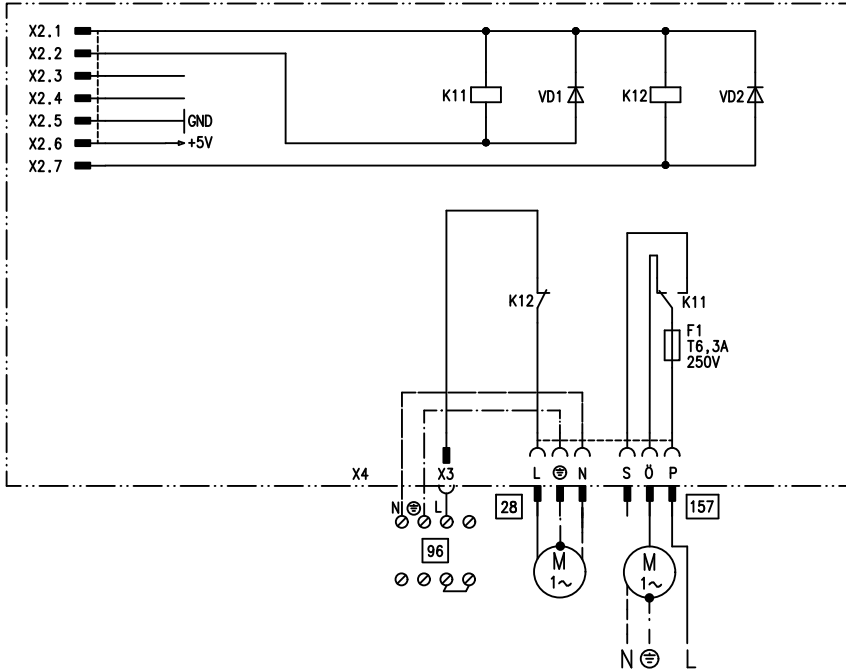 X2.1
X2.2
X2.3
X2.4
X2.5 GND
X2.6 +5V
X2.7
K11 VD1 K12 VD2
K12 K11
F1
T6,3A
250V
X4 X3 L N S Ö P
N L 28 157
96
M
1~
M
1~
N L